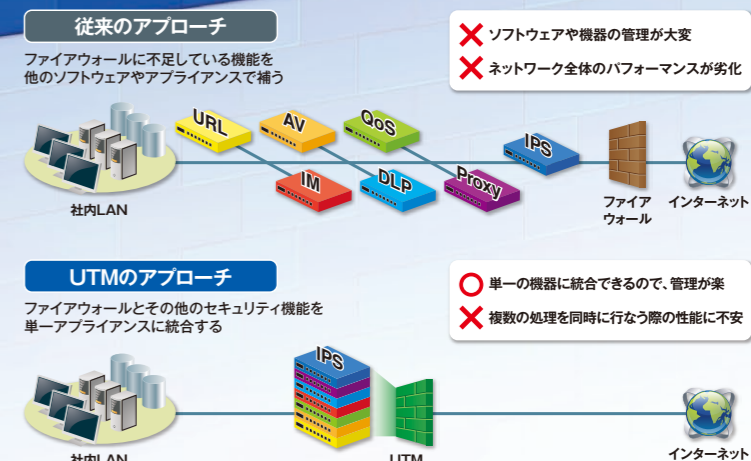 従来のアプローチ
ファイアウォールに不足している機能を
他のソフトウェアやアプライアンスで補う
✕ ソフトウェアや機器の管理が大変
✕ ネットワーク全体のパフォーマンスが劣化
URL
AV
QoS
IPS
IM
DLP
Proxy
社内LAN
ファイア
ウォール
インターネット
UTMのアプローチ
ファイアウォールとその他のセキュリティ機能を
単一アプライアンスに統合する
○ 単一の機器に統合できるので、管理が楽
✕ 複数の処理を同時に行なう際の性能に不安
IPS
社内LAN
UTM
インターネット